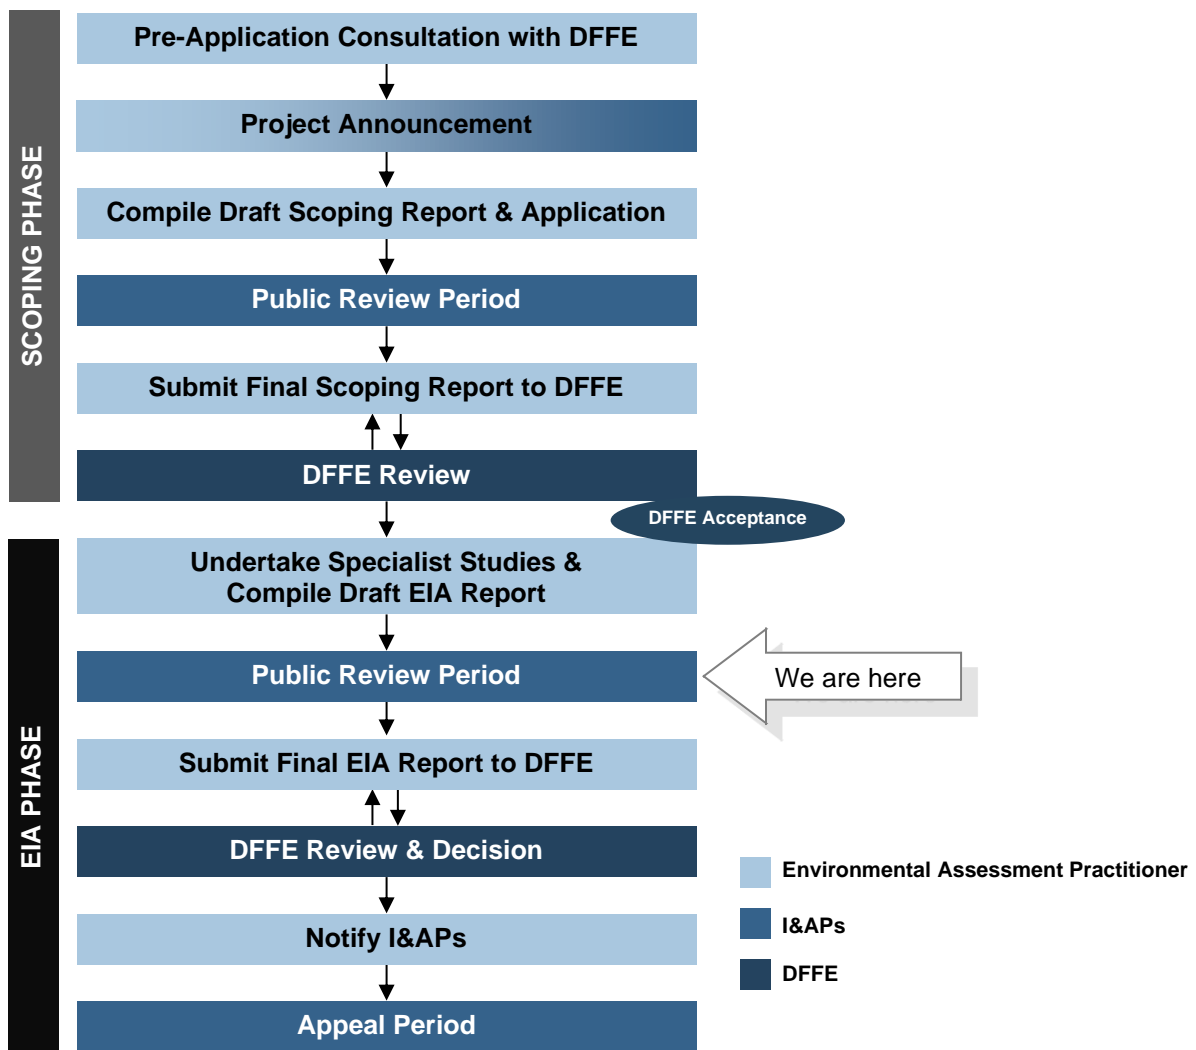 SCOPING PHASE
Pre-Application Consultation with DFFE
Project Announcement
Compile Draft Scoping Report & Application
Public Review Period
Submit Final Scoping Report to DFFE
DFFE Review
DFFE Acceptance
EIA PHASE
Undertake Specialist Studies &
Compile Draft EIA Report
Public Review Period
We are here
Submit Final EIA Report to DFFE
DFFE Review & Decision
Notify I&APs
Appeal Period
Environmental Assessment Practitioner
I&APs
DFFE